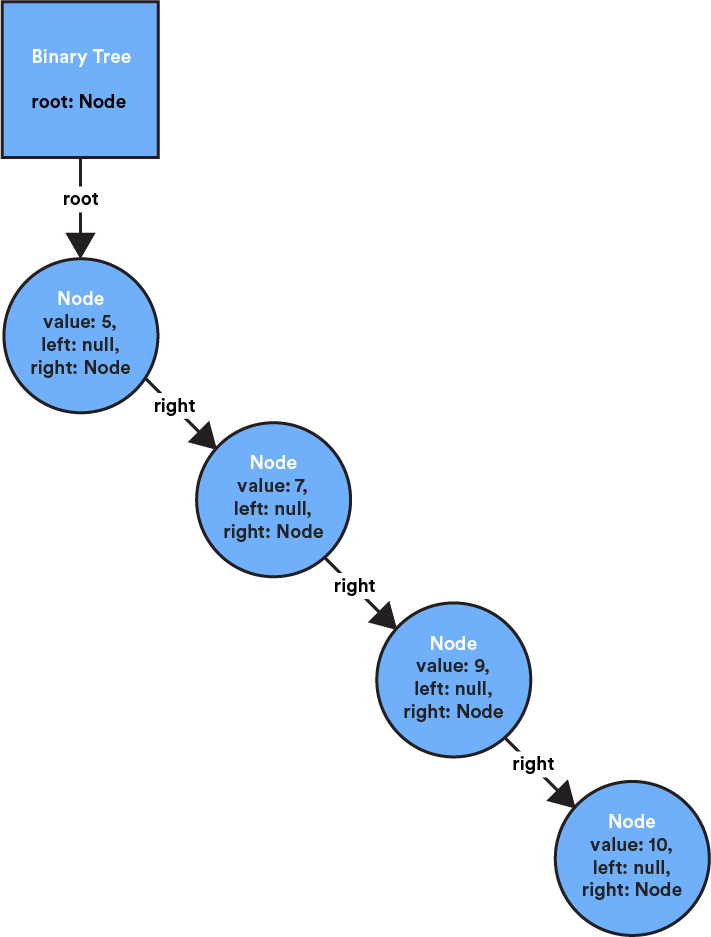 Binary Tree
root: Node
root
Node
value: 5,
left: null,
right: Node
right
Node
value: 7,
left: null,
right: Node
right
Node
value: 9,
left: null,
right: Node
right
Node
value: 10,
left: null,
right: Node